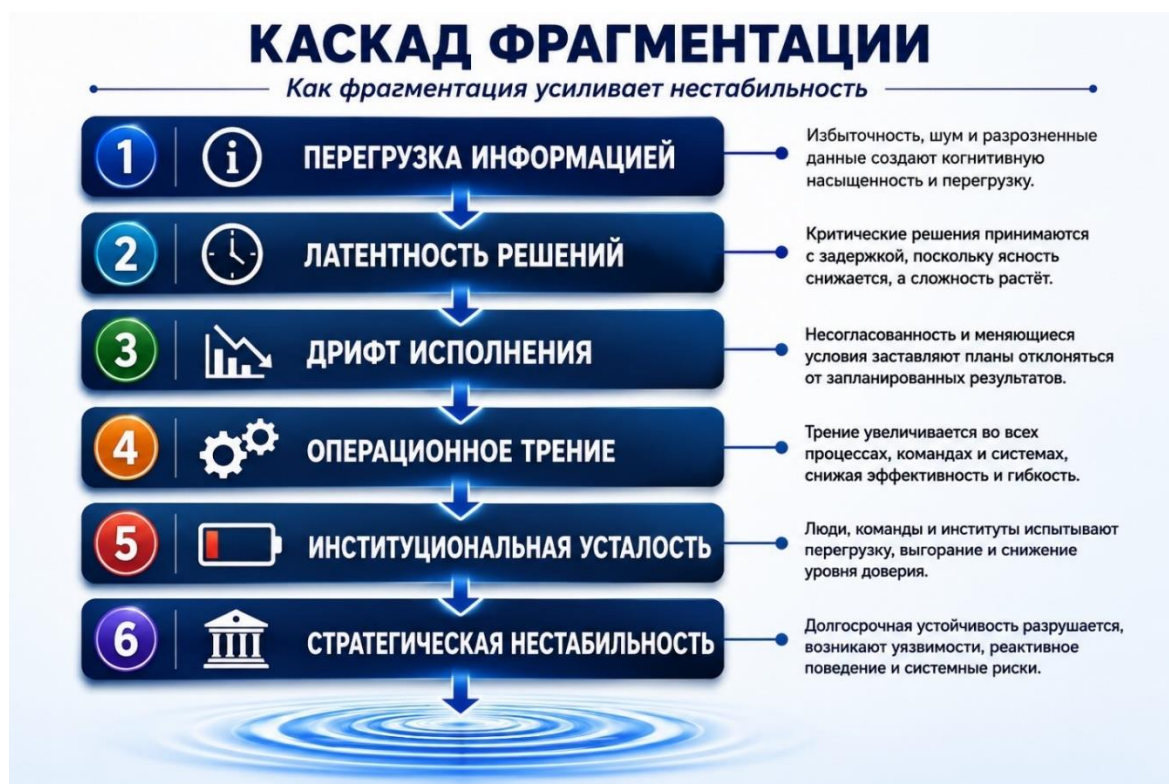 КАСКАД ФРАГМЕНТАЦИИ
Как фрагментация усиливает нестабильность
1
ПЕРЕГРУЗКА ИНФОРМАЦИЕЙ
Избыточность, шум и разрозненные
данные создают когнитивную
насыщенность и перегрузку.
2
ЛАТЕНТНОСТЬ РЕШЕНИЙ
Критические решения принимаются
с задержкой, поскольку ясность
снижается, а сложность растёт.
3
ДРИФТ ИСПОЛНЕНИЯ
Несогласованность и меняющиеся
условия заставляют планы отклоняться
от запланированных результатов.
4
ОПЕРАЦИОННОЕ ТРЕНИЕ
Трение увеличивается во всех
процессах, командах и системах,
снижая эффективность и гибкость.
5
ИНСТИТУЦИОНАЛЬНАЯ УСТАЛОСТЬ
Люди, команды и институты испытывают
перегрузку, выгорание и снижение
уровня доверия.
6
СТРАТЕГИЧЕСКАЯ НЕСТАБИЛЬНОСТЬ
Долгосрочная устойчивость разрушается,
возникают уязвимости, реактивное
поведение и системные риски.